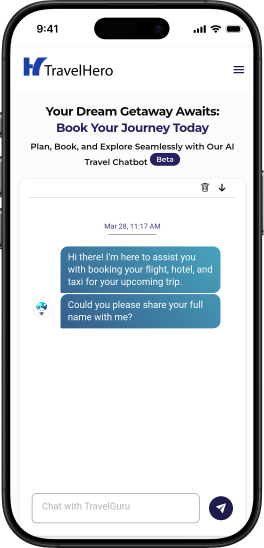 9:41
TravelHero
Your Dream Getaway Awaits:
Book Your Journey Today
Plan, Book, and Explore Seamlessly with Our AI
Travel Chatbot Beta
Mar 28, 11:17 AM
Hi there! I'm here to assist you
with booking your flight, hotel, and
taxi for your upcoming trip.
Could you please share your full
name with me?
Chat with TravelGuru